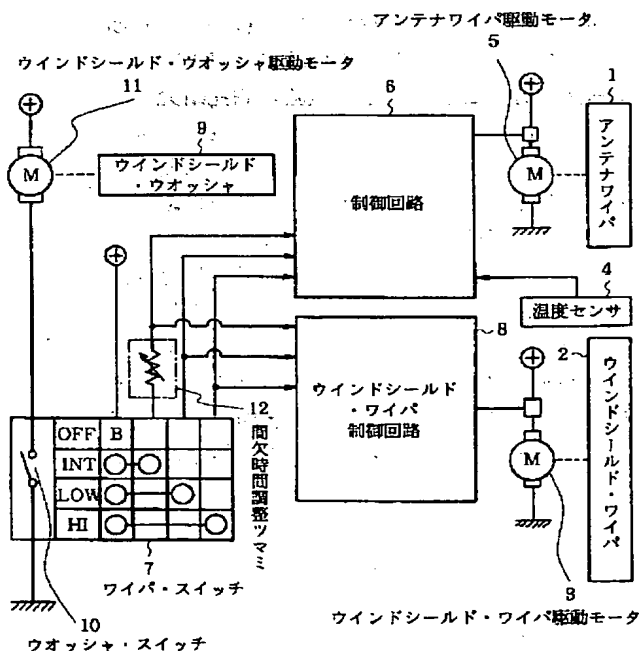 アンテナワイパ駆動モータ
5
ウインドシールド・ウオッシャ駆動モータ
11
6
1
9
M
ウインドシールド
・ウオッシャ
制御回路
M
アンテナワイパ
4
温度センサ
8
2
ウインドシールド
・ワイパ
制御回路
12
間欠時間調整ツマミ
M
ウインドシールド・ワイパ
OFF B
INT
LOW
HI
7
ワイパ・スイッチ
3
10
ウオッシャ・スイッチ
ウインドシールド・ワイパ駆動モータ